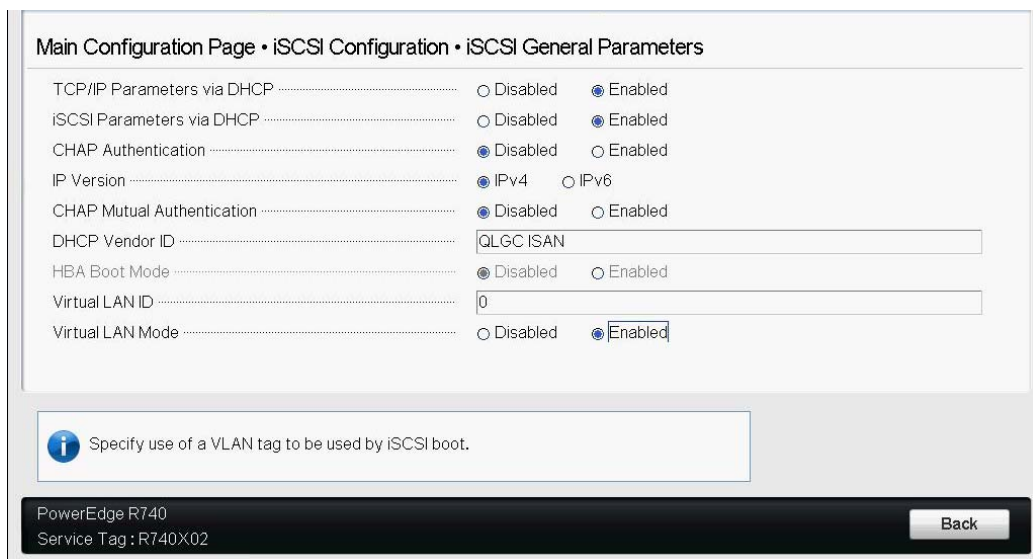 Main Configuration Page • iSCSI Configuration • iSCSI General Parameters
TCP/IP Parameters via DHCP Disabled Enabled
iSCSI Parameters via DHCP Disabled Enabled
CHAP Authentication Disabled Enabled
IP Version IPv4 IPv6
CHAP Mutual Authentication Disabled Enabled
DHCP Vendor ID QLGC ISAN
HBA Boot Mode Disabled Enabled
Virtual LAN ID 0
Virtual LAN Mode Disabled Enabled
Specify use of a VLAN tag to be used by iSCSI boot.
PowerEdge R740
Service Tag : R740X02
Back